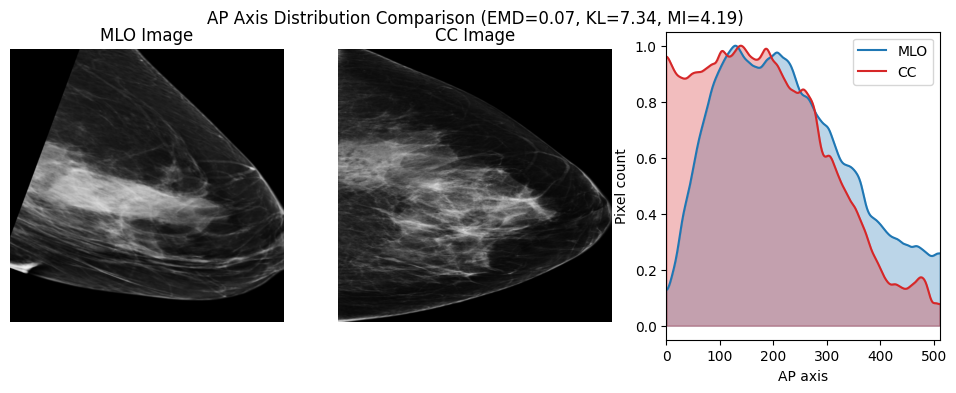 AP Axis Distribution Comparison (EMD=0.07, KL=7.34, MI=4.19)
MLO Image
CC Image
MLO
CC
Pixel count
1.0
0.8
0.6
0.4
0.2
0.0
0 100 200 300 400 500
AP axis